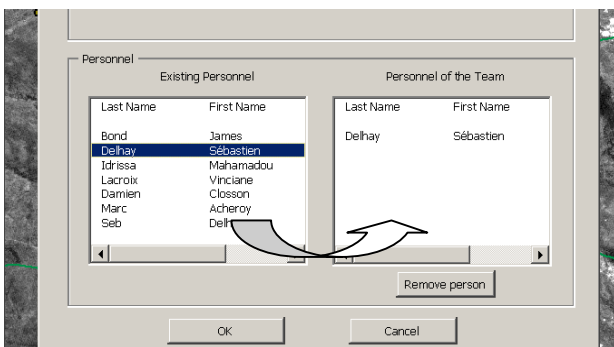 Personnel
Existing Personnel
Last Name First Name
Bond James
Delhay Sébastien
Idrissa Mahamadou
Lacroix Vinciane
Damien Closson
Marc Acheroy
Seb
Personnel of the Team
Last Name First Name
Delhay Sébastien
Remove person
OK Cancel